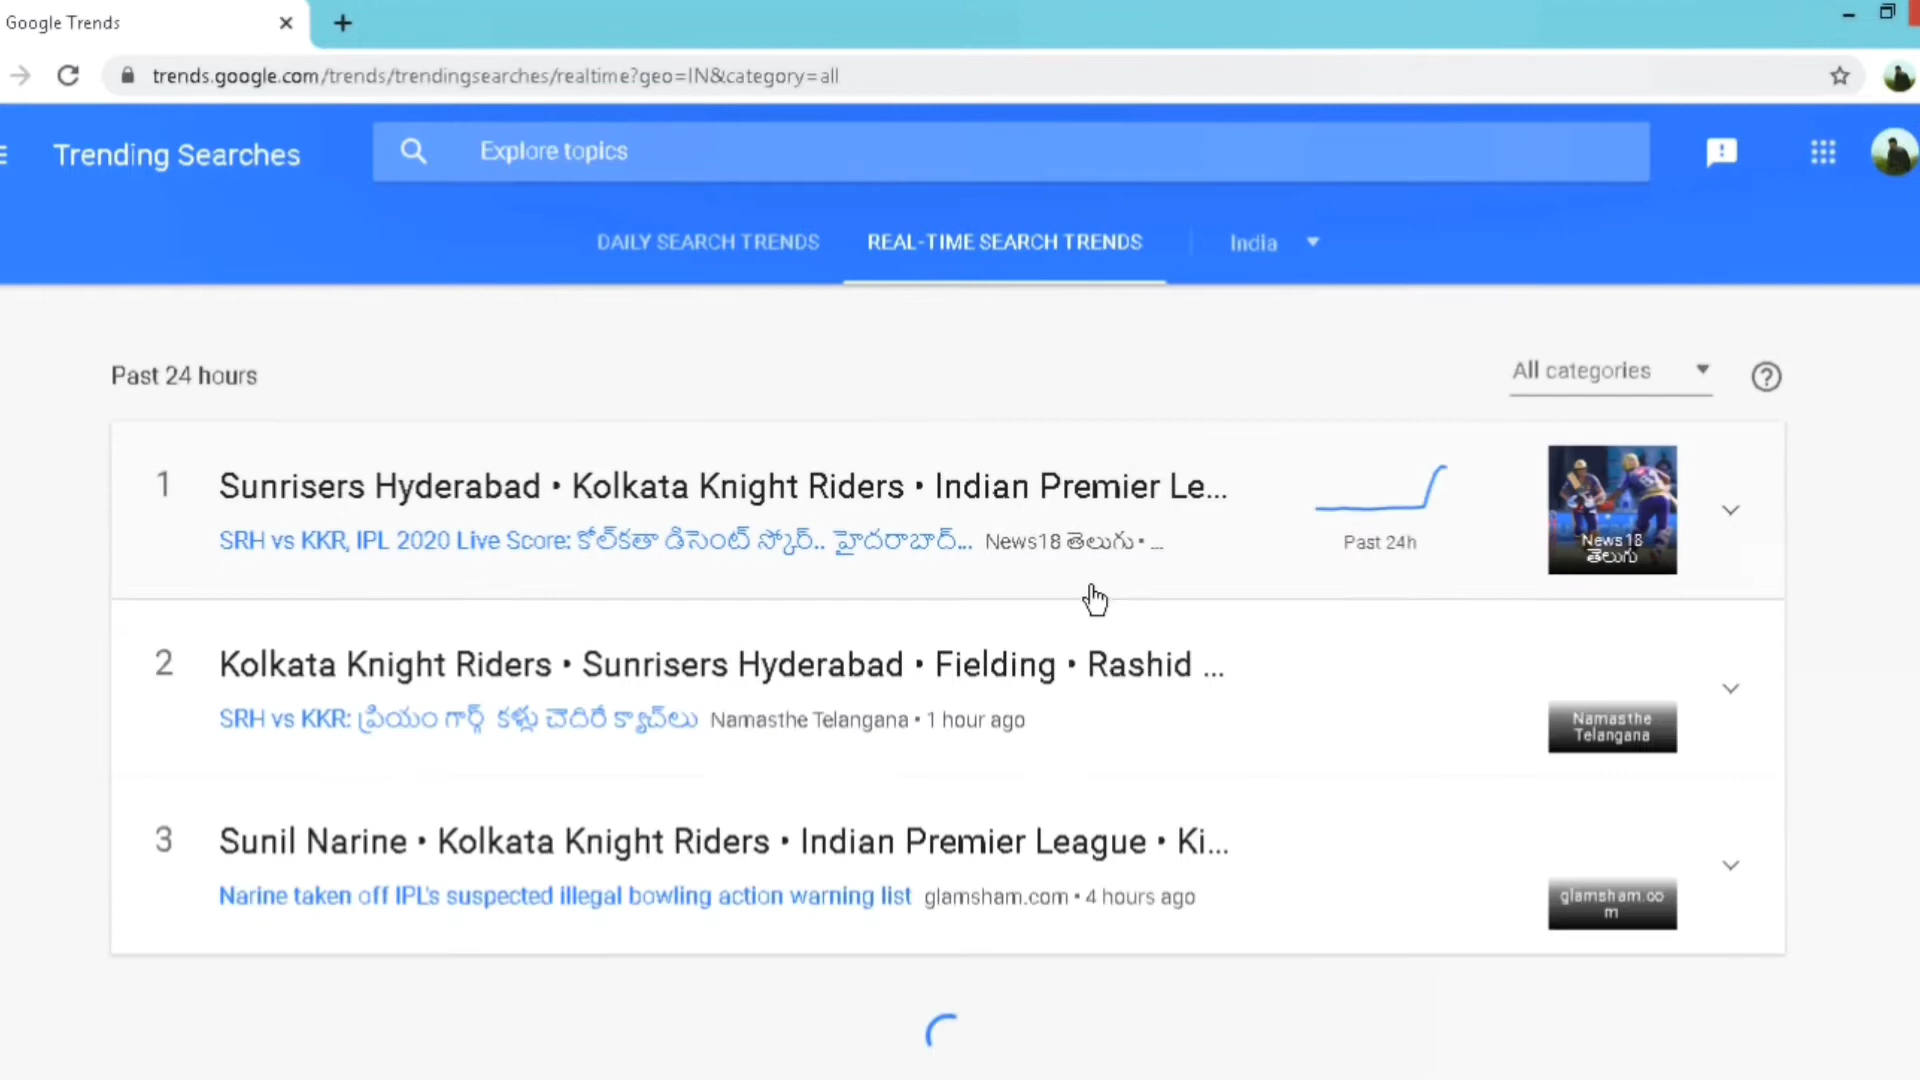 Google Trends
trends.google.com/trends/trendingsearches/realtime?geo=IN&category=all
Trending Searches
Explore topics
DAILY SEARCH TRENDS
REAL-TIME SEARCH TRENDS
India
Past 24 hours
All categories
1
Sunrisers Hyderabad • Kolkata Knight Riders • Indian Premier Le...
SRH vs KKR, IPL 2020 Live Score: కోల్‌కతా డీసెంట్ స్కోర్.. హైదరాబాద్... News18 తెలుగు • ...
Past 24h
News18
తెలుగు
2
Kolkata Knight Riders • Sunrisers Hyderabad • Fielding • Rashid ...
SRH vs KKR: ప్రియం గార్గ్ కళ్లు చెదిరే క్యాచ్‌లు Namasthe Telangana • 1 hour ago
Namasthe
Telangana
3
Sunil Narine • Kolkata Knight Riders • Indian Premier League • Ki...
Narine taken off IPL's suspected illegal bowling action warning list glamsham.com • 4 hours ago
glamsham.co
m